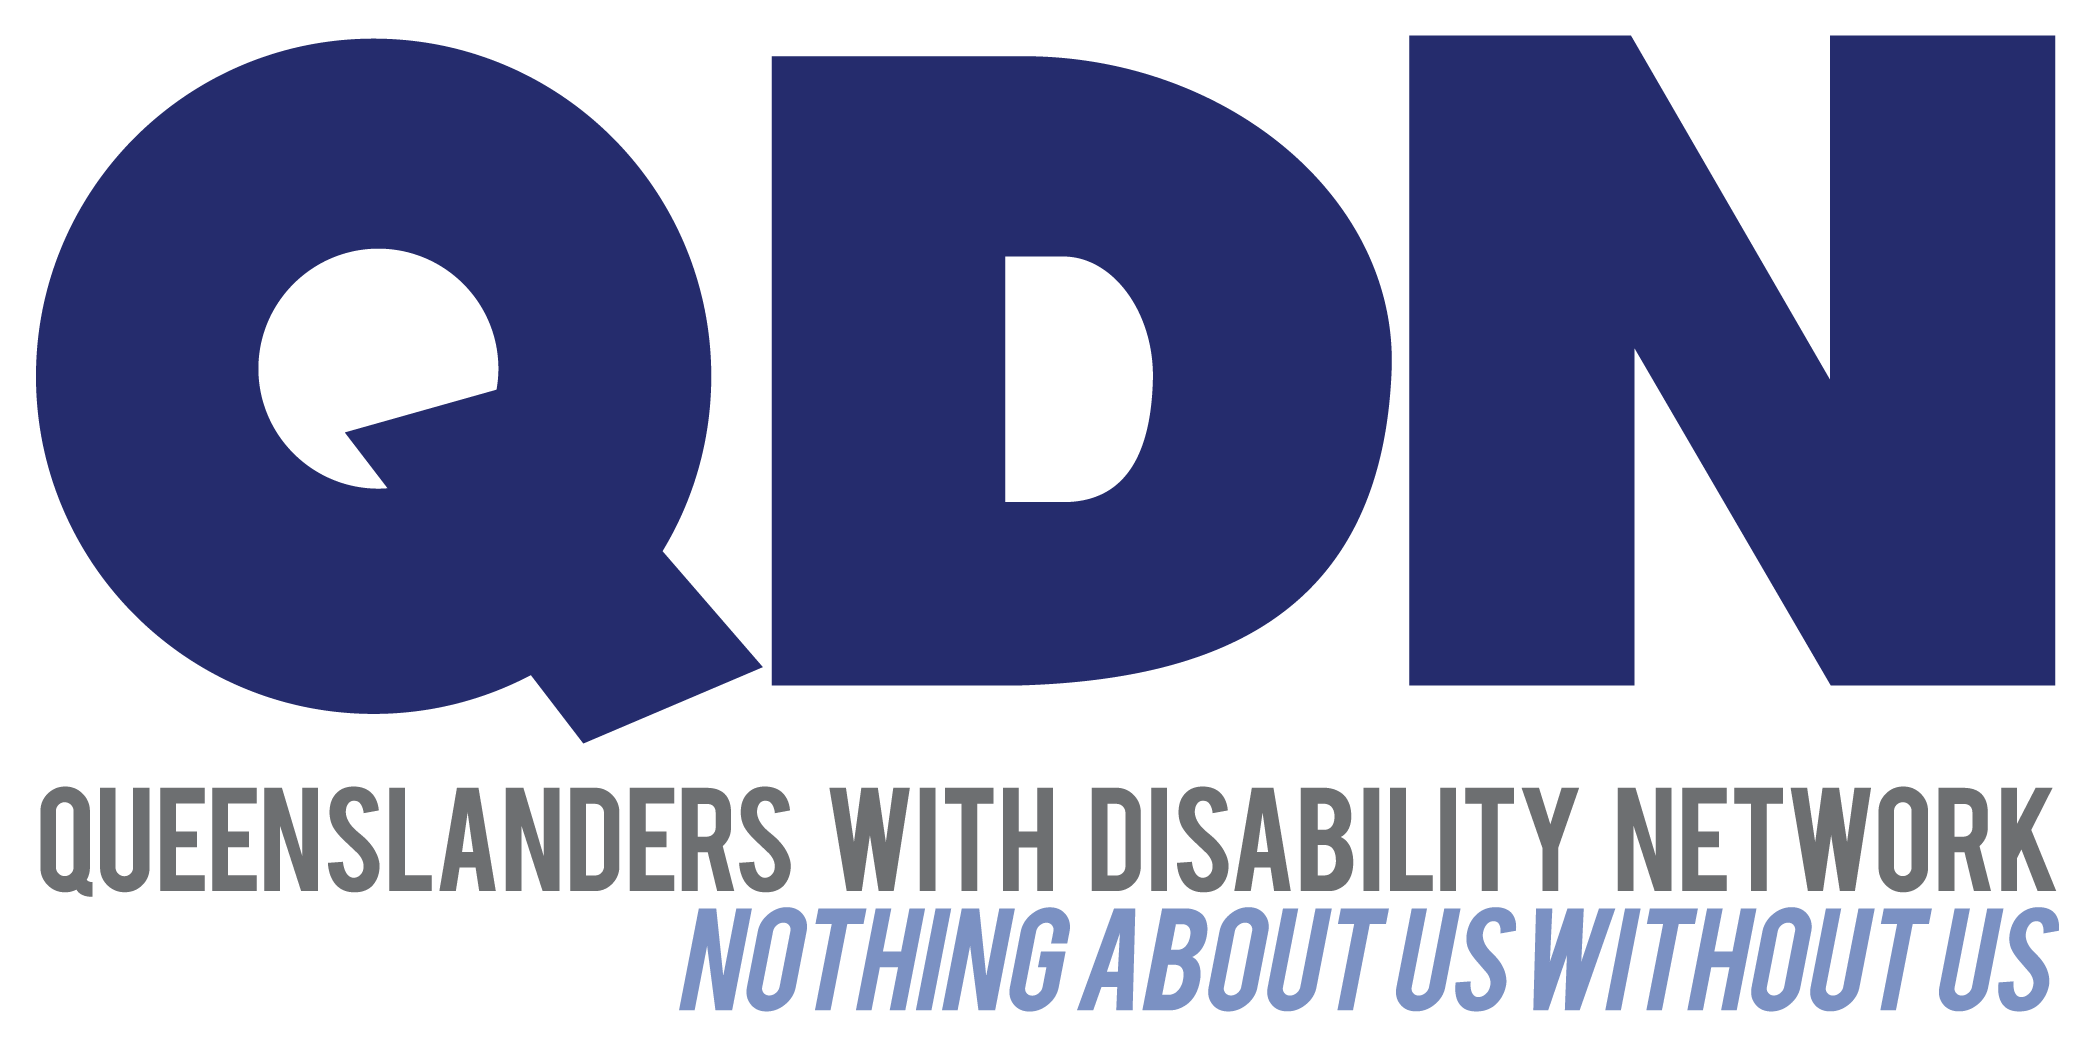 QDN
QUEENSLANDERS WITH DISABILITY NETWORK
NOTHING ABOUT US WITHOUT US